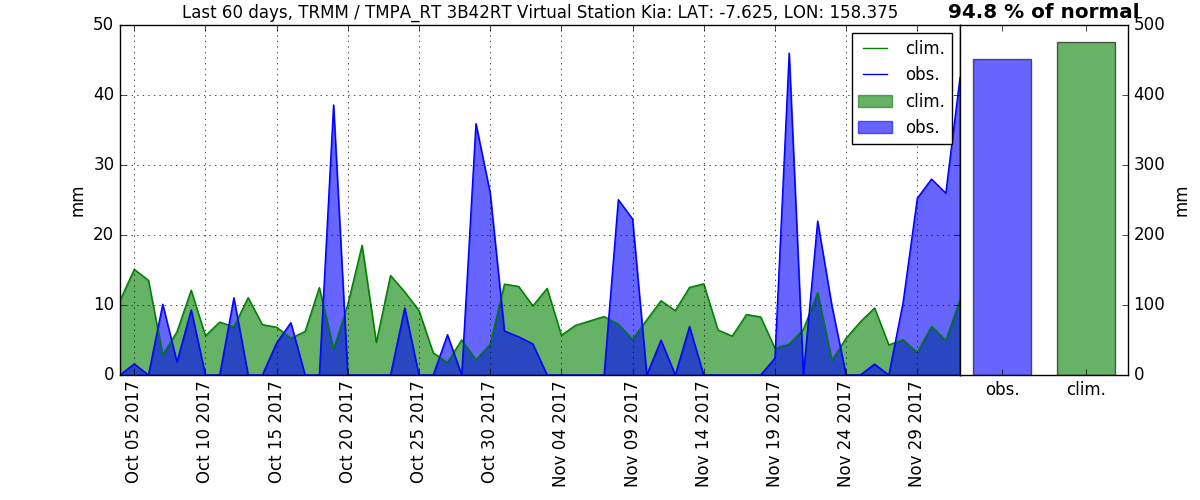 Last 60 days, TRMM / TMPA_RT 3B42RT Virtual Station Kia: LAT: -7.625, LON: 158.375
94.8 % of normal
50
40
30
20
10
0
mm
clim.
obs.
clim.
obs.
500
400
300
200
100
0
mm
obs.
clim.
Oct 05 2017
Oct 10 2017
Oct 15 2017
Oct 20 2017
Oct 25 2017
Oct 30 2017
Nov 04 2017
Nov 09 2017
Nov 14 2017
Nov 19 2017
Nov 24 2017
Nov 29 2017